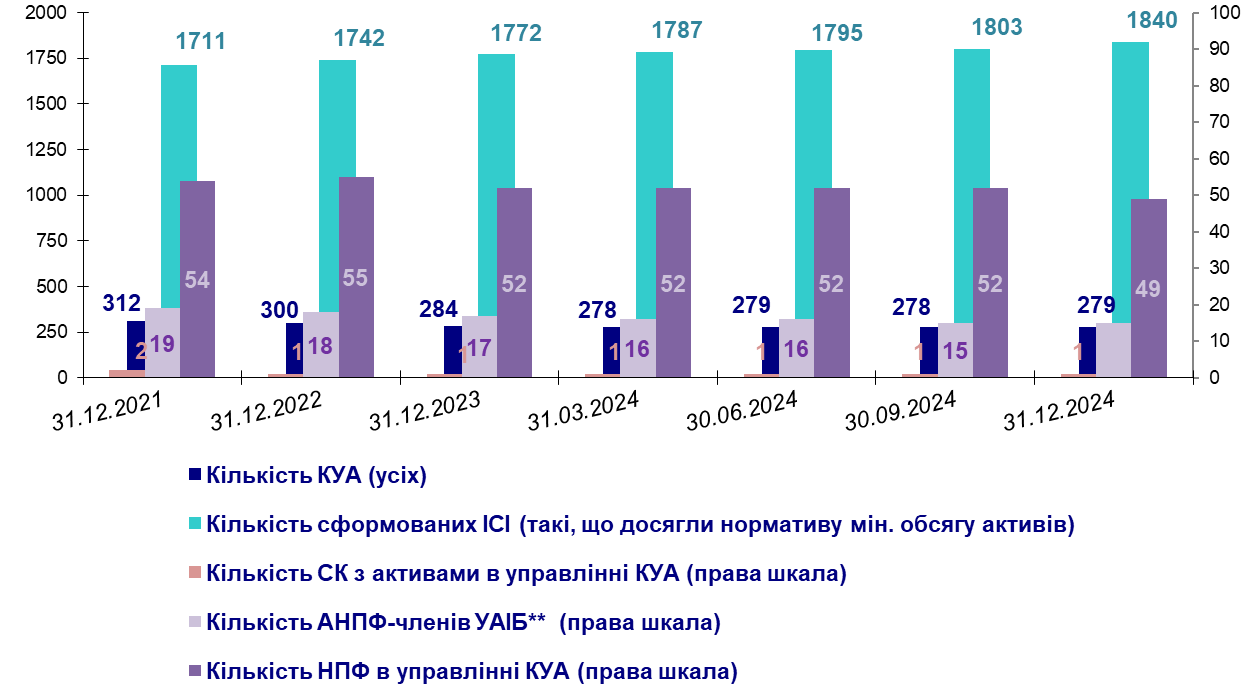 2000
1750
1500
1250
1000
750
500
250
0
100
90
80
70
60
50
40
30
20
10
0
1711 1742 1772 1787 1795 1803 1840
54 55 52 52 52 52 49
312 300 284 278 279 278 279
2 1 1 1 1 1 1
19 18 17 16 16 15
31.12.2021 31.12.2022 31.12.2023 31.03.2024 30.06.2024 30.09.2024 31.12.2024
Кількість КУА (усіх)
Кількість сформованих ІСІ (такі, що досягли нормативу мін. обсягу активів)
Кількість СК з активами в управлінні КУА (права шкала)
Кількість АНПФ-членів УАІБ** (права шкала)
Кількість НПФ в управлінні КУА (права шкала)